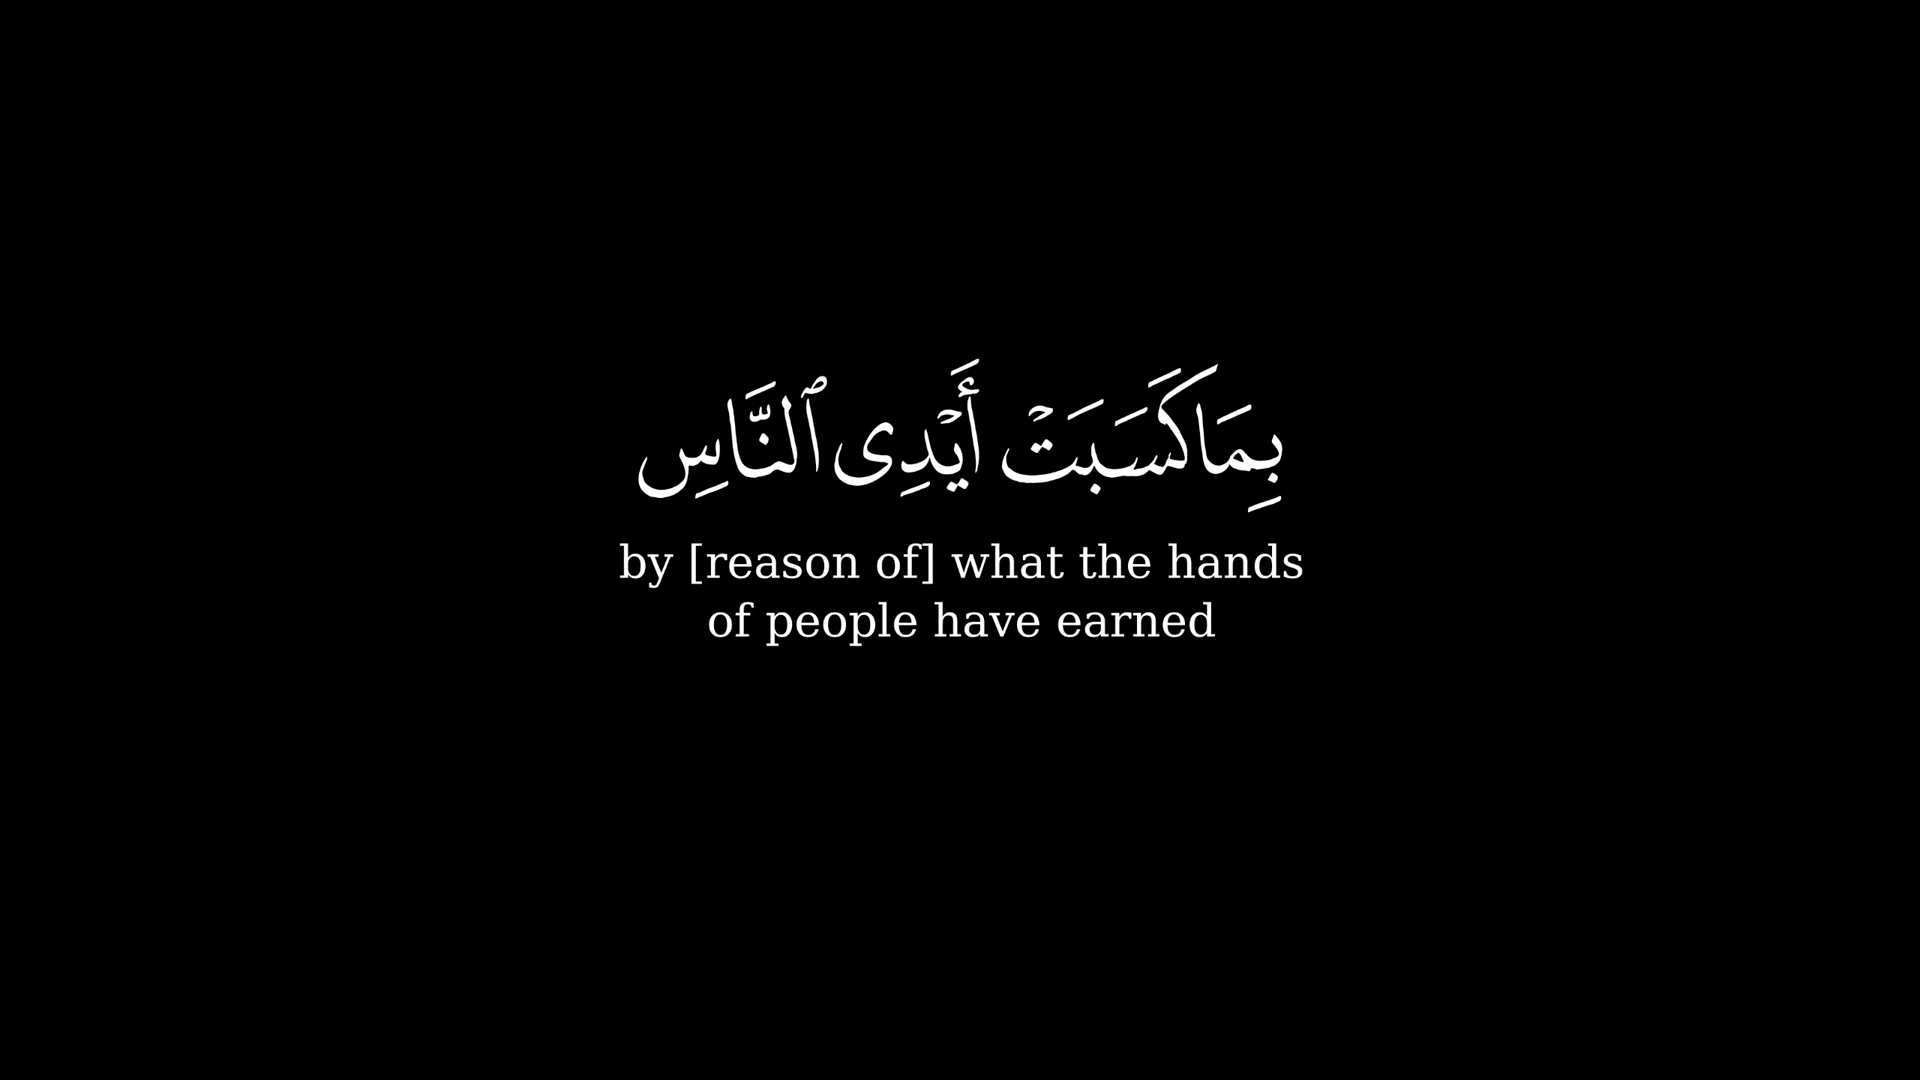 بِمَا كَسَبَتۡ أَيۡدِى ٱلنَّاسِ
by [reason of] what the hands
of people have earned